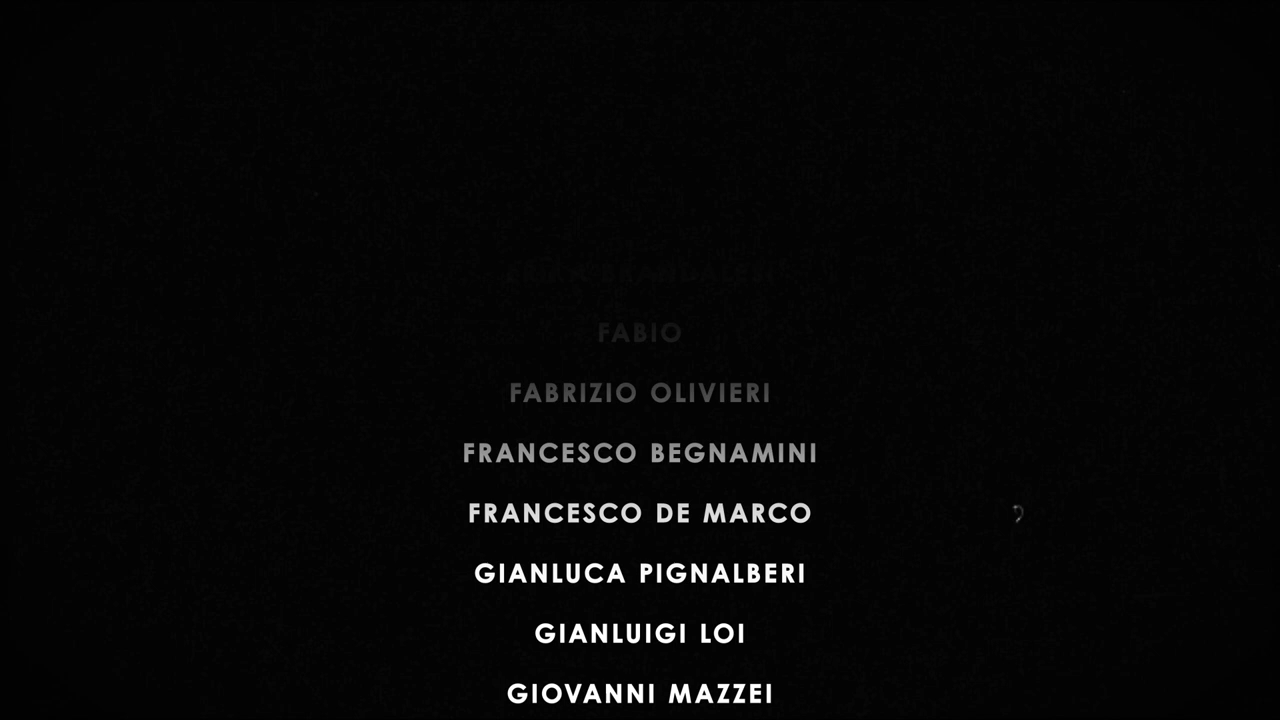 FABIO
FABRIZIO OLIVIERI
FRANCESCO BEGNAMINI
FRANCESCO DE MARCO
GIANLUCA PIGNALBERI
GIANLUIGI LOI
GIOVANNI MAZZEI